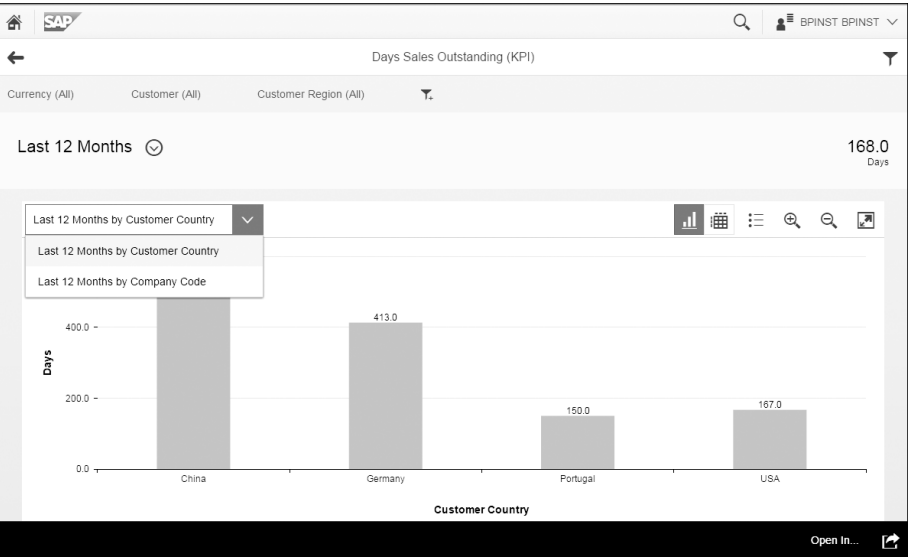 SAP
BPINST BPINST
Days Sales Outstanding (KPI)
Currency (All) Customer (All) Customer Region (All)
Last 12 Months
168.0
Days
Last 12 Months by Customer Country
Last 12 Months by Customer Country
Last 12 Months by Company Code
413.0
400.0
Days
200.0
150.0
167.0
0.0
China Germany Portugal USA
Customer Country
Open In...